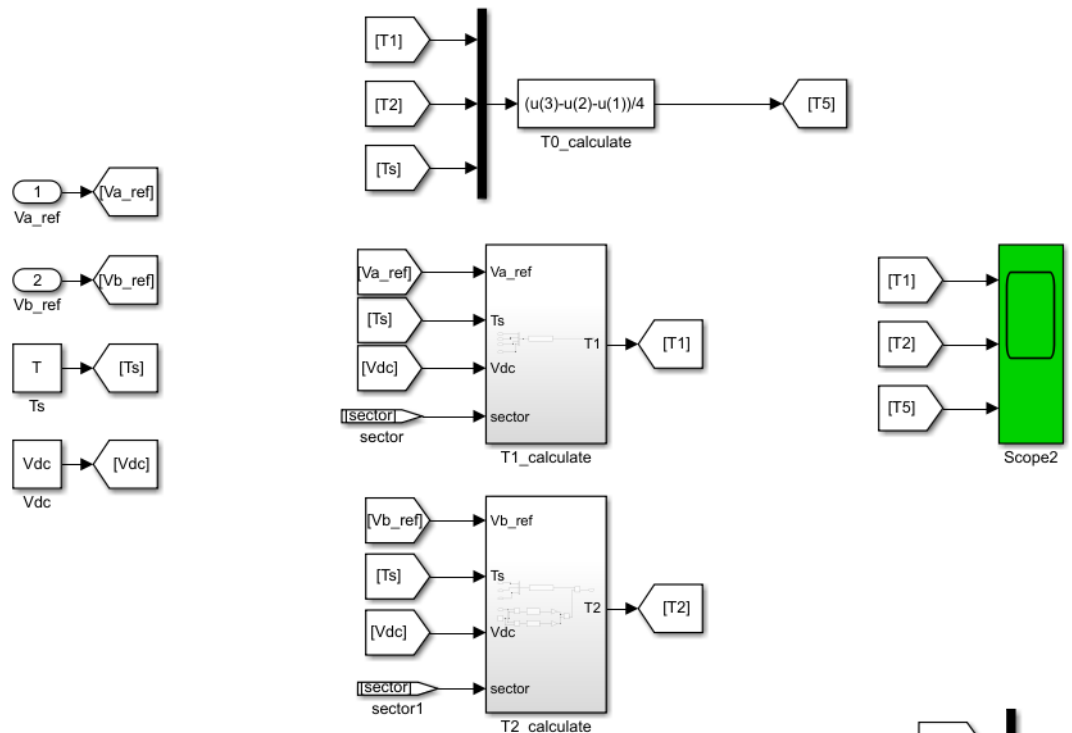 [T1]
[T2]
[Ts]
(u(3)-u(2)-u(1))/4
T0_calculate
[T5]
1
Va_ref
[Va_ref]
2
Vb_ref
[Vb_ref]
T
Ts
[Ts]
Vdc
Vdc
[Vdc]
[Va_ref]
[Ts]
[Vdc]
[sector]
sector
Va_ref
Ts
Vdc
sector
T1
T1_calculate
[T1]
[Vb_ref]
[Ts]
[Vdc]
[sector]
sector1
Vb_ref
Ts
Vdc
sector
T2
T2_calculate
[T2]
[T1]
[T2]
[T5]
Scope2